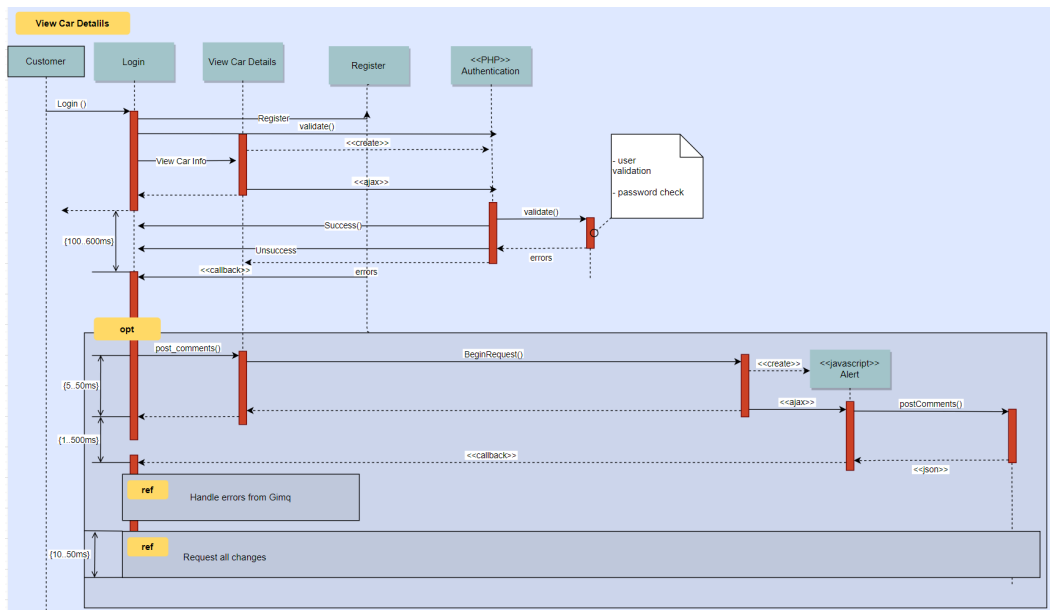 View Car Detalils
Customer
Login
View Car Details
Register
<<PHP>>
Authentication
Login ()
Register
validate()
<<create>>
View Car Info
<<ajax>>
- user
validation
- password check
validate()
Success()
{100..600ms}
Unsuccess
errors
<<callback>>
errors
opt
post_comments()
BeginRequest()
<<create>>
<<javascript>>
Alert
{5..50ms}
<<ajax>>
postComments()
{1..500ms}
<<callback>>
<<json>>
ref
Handle errors from Gimq
ref
Request all changes
{10..50ms}